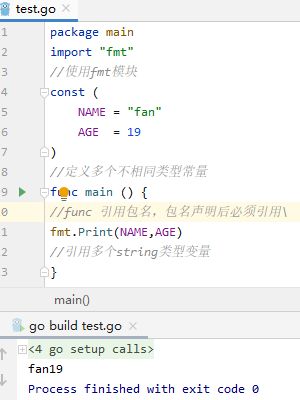 test.go
1 package main
2 import "fmt"
3 //使用fmt模块
4 const (
5 NAME = "fan"
6 AGE = 19
7 )
8 //定义多个不相同类型常量
9 func main () {
0 //func 引用包名，包名声明后必须引用\
1 fmt.Print(NAME,AGE)
2 //引用多个string类型变量
3 }
main()
go build test.go
<4 go setup calls>
fan19
Process finished with exit code 0